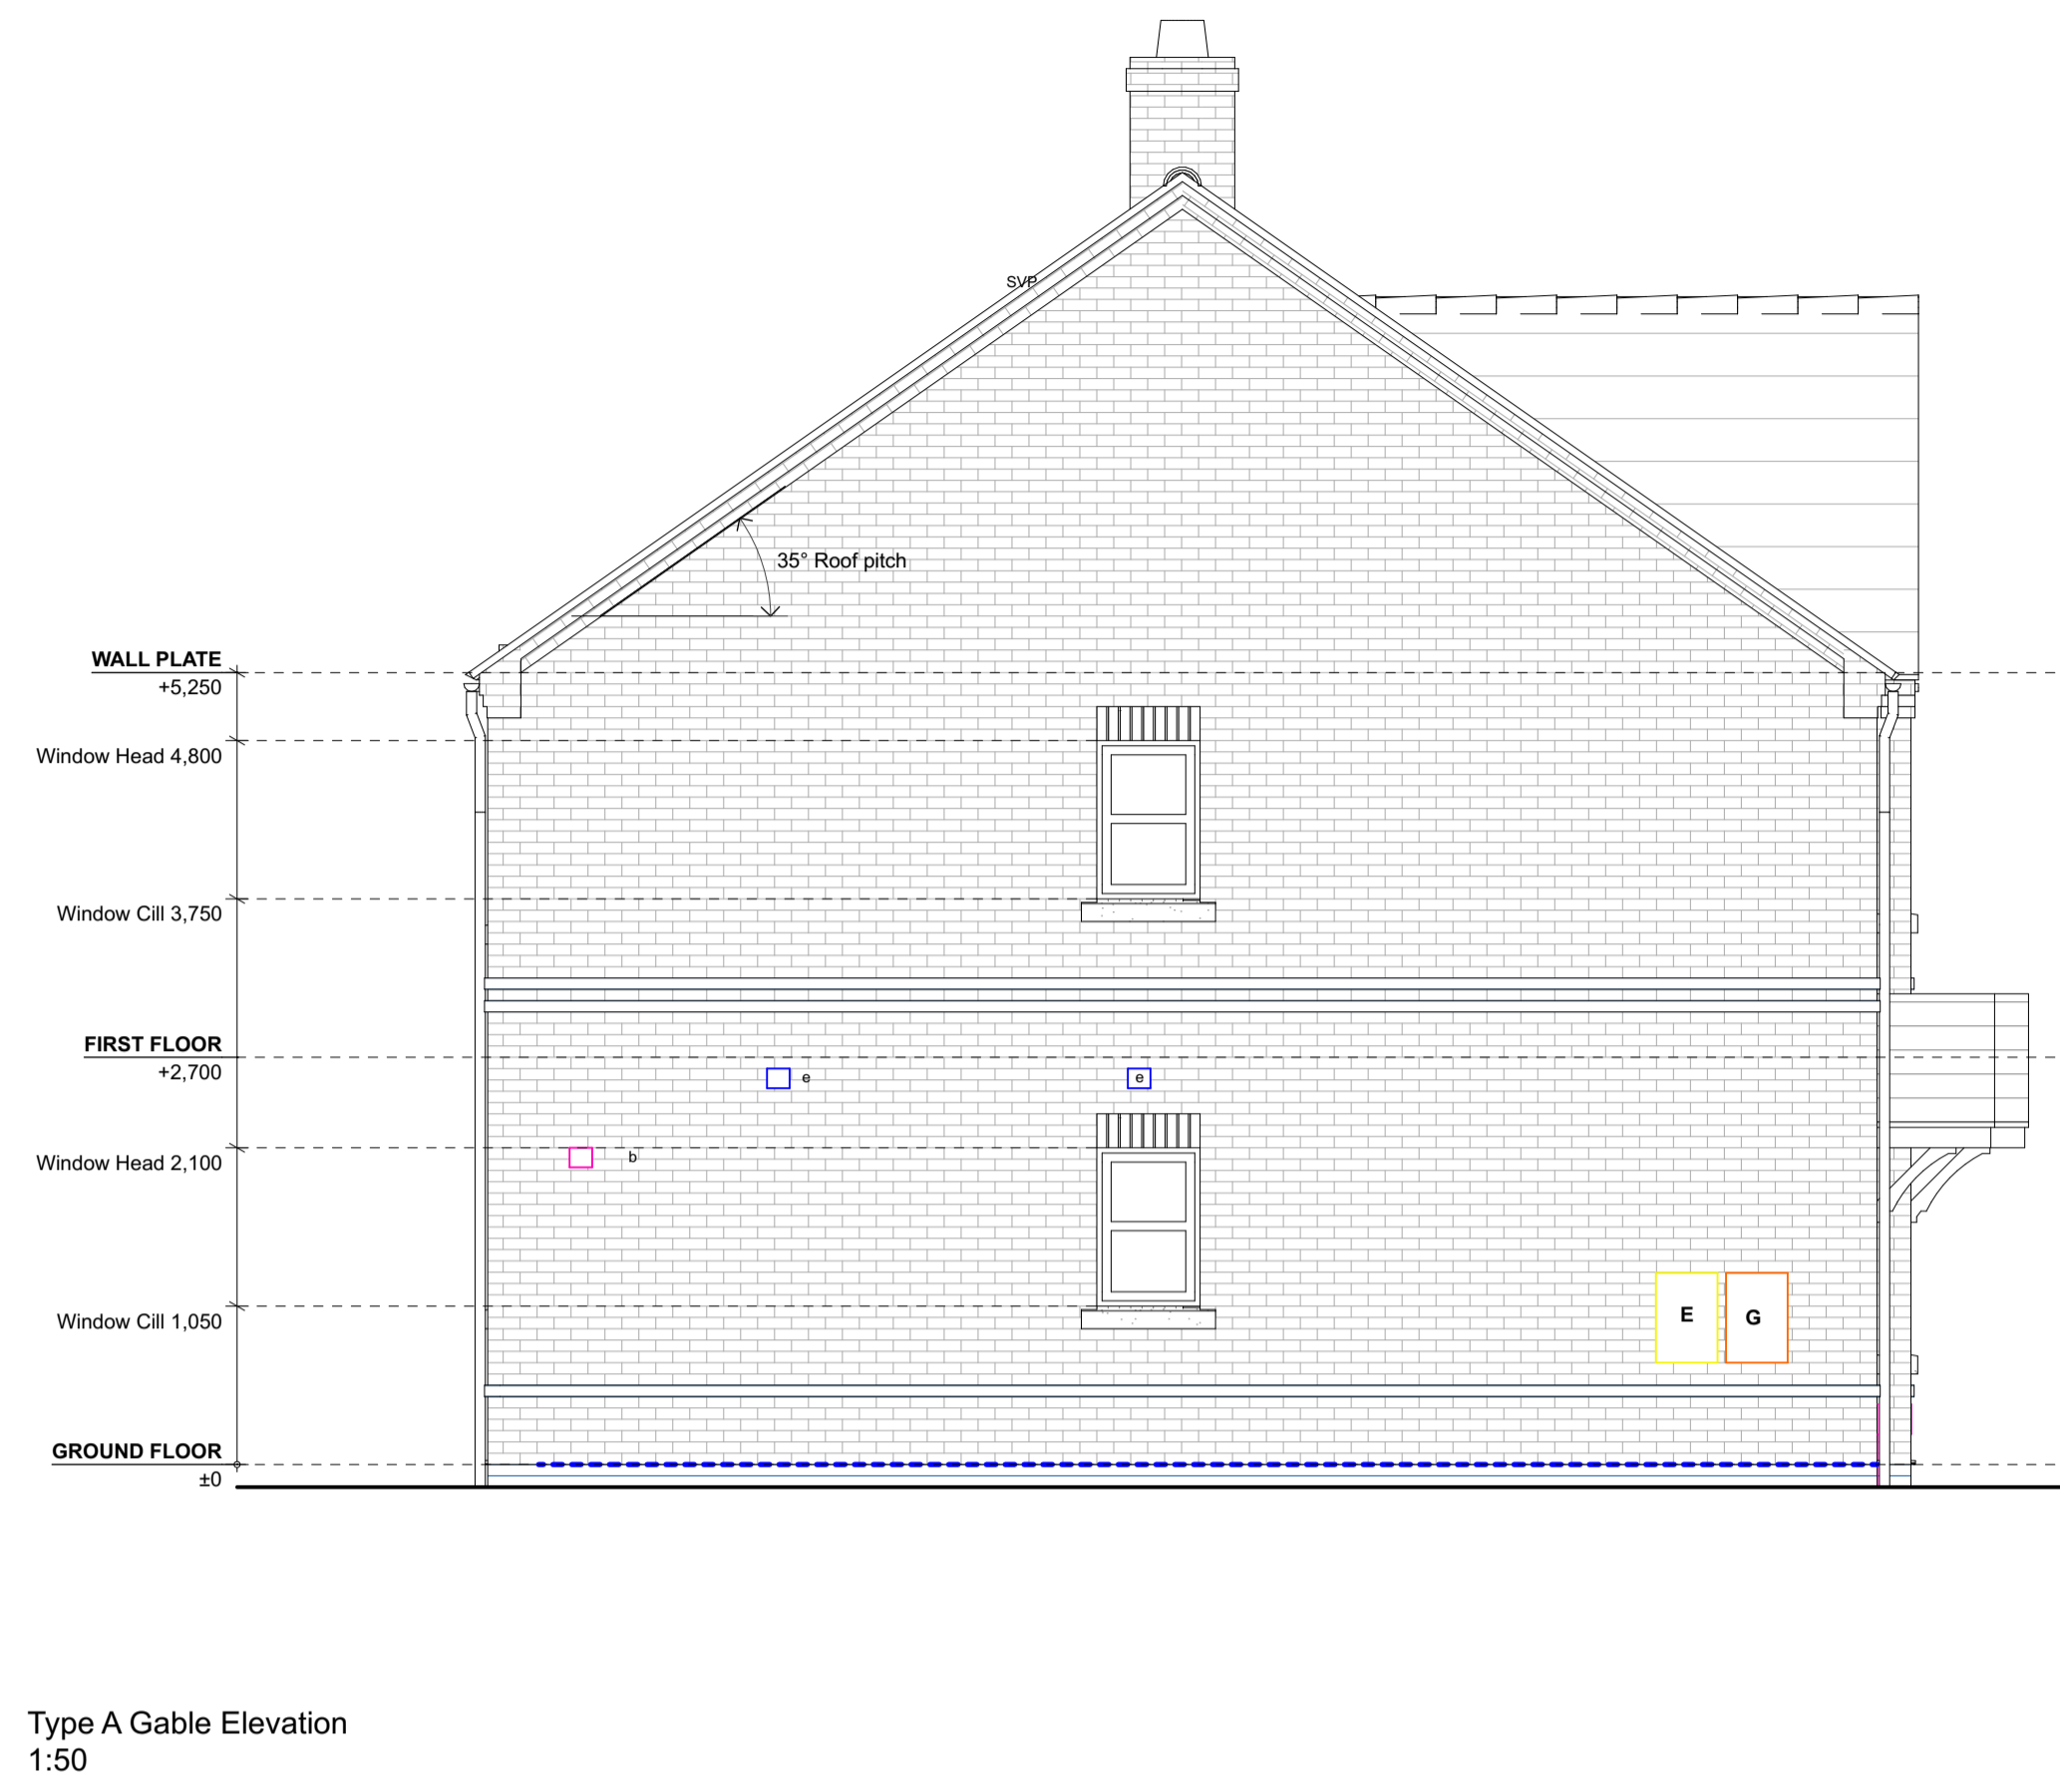 SVP
35° Roof pitch
WALL PLATE
+5,250
Window Head 4,800
Window Cill 3,750
FIRST FLOOR
+2,700
e
e
Window Head 2,100
b
Window Cill 1,050
E
G
GROUND FLOOR
±0
Type A Gable Elevation
1:50